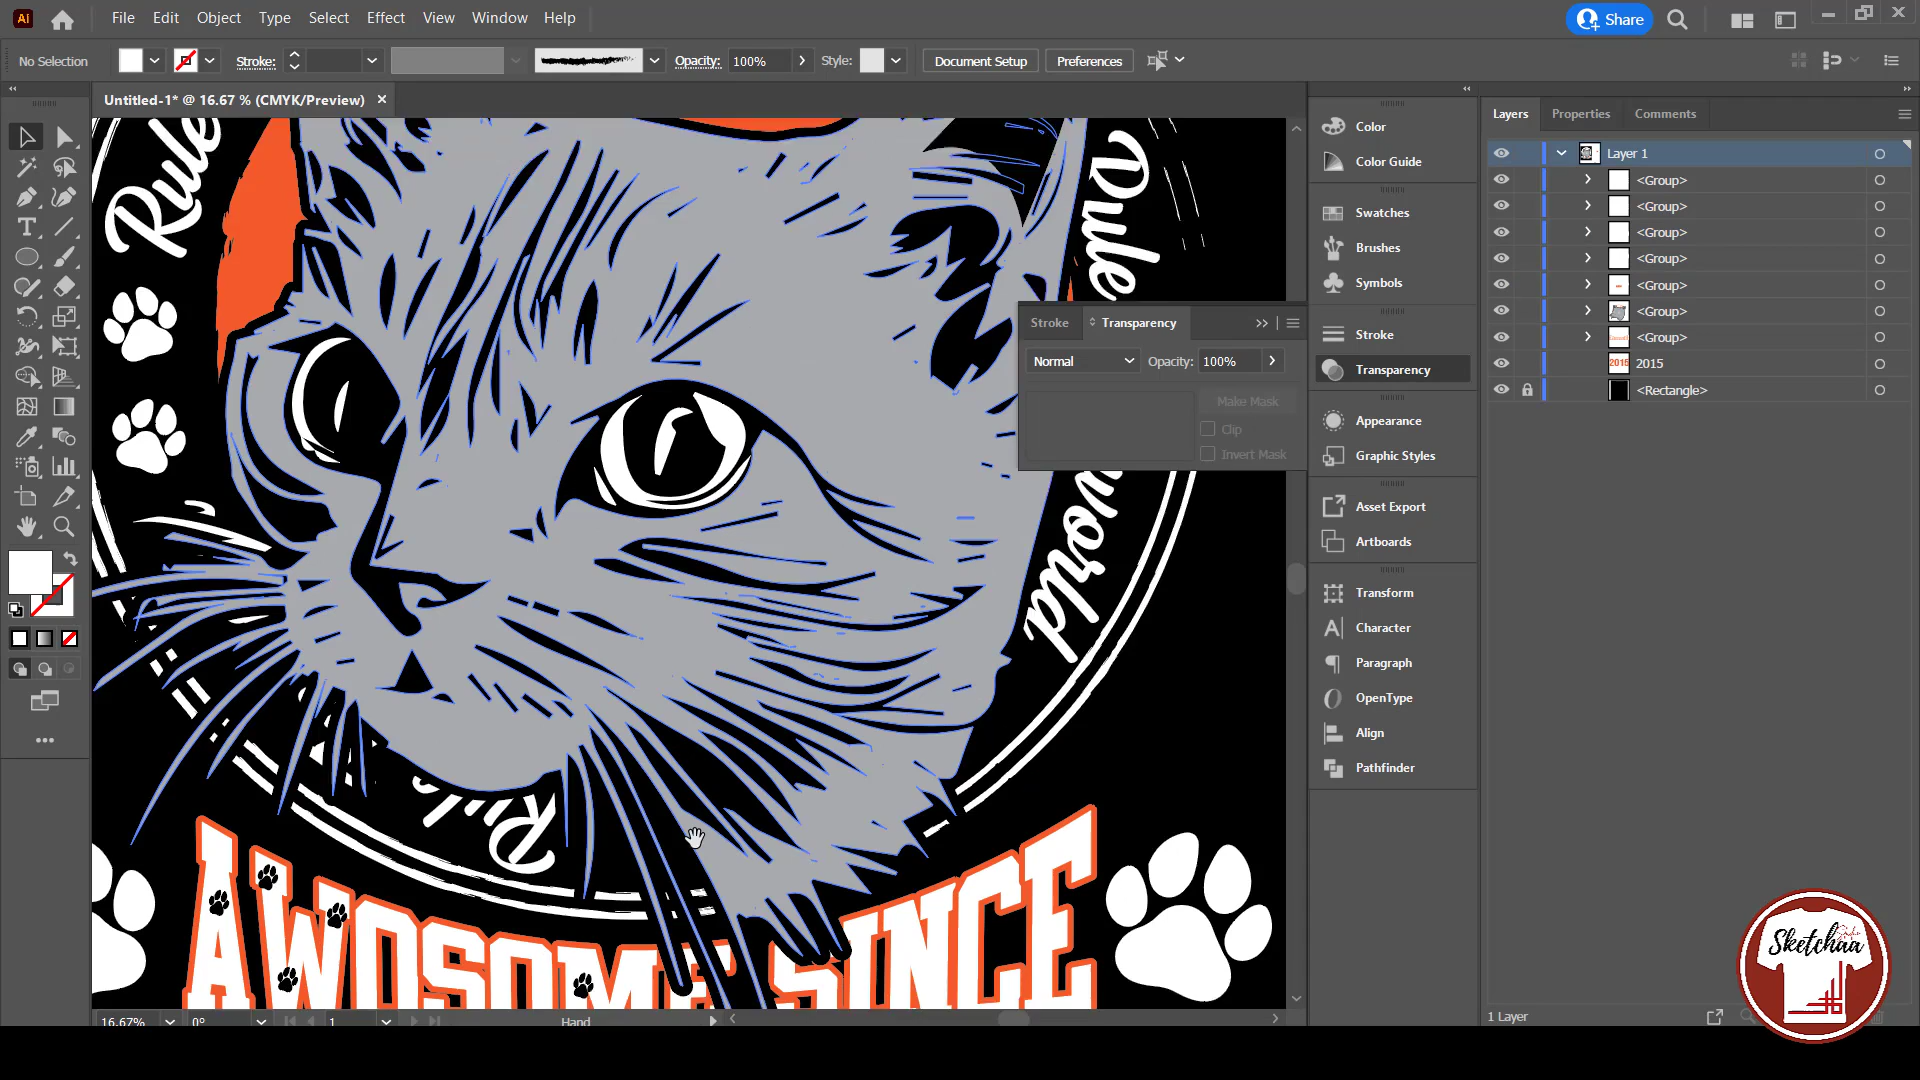 Ai File Edit Object Type Select Effect View Window Help Share
No Selection Stroke: Opacity: 100% Style: Document Setup Preferences
Untitled-1* @ 16.67 % (CMYK/Preview)
Rule
Rule
world
AWOSOME SINCE
Stroke Transparency
Normal Opacity: 100%
Make Mask
Clip
Invert Mask
Color
Color Guide
Swatches
Brushes
Symbols
Stroke
Transparency
Appearance
Graphic Styles
Asset Export
Artboards
Transform
Character
Paragraph
OpenType
Align
Pathfinder
Layers Properties Comments
Layer 1
<Group>
<Group>
<Group>
<Group>
<Group>
<Group>
<Group>
2015 2015
<Rectangle>
1 Layer
16.67% 0° 1 Hand
Sketchaa